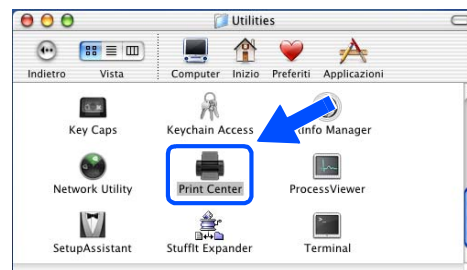 Utilities
Indietro Vista Computer Inizio Preferiti Applicazioni
Key Caps Keychain Access Info Manager
Network Utility Print Center ProcessViewer
SetupAssistant StuffIt Expander Terminal